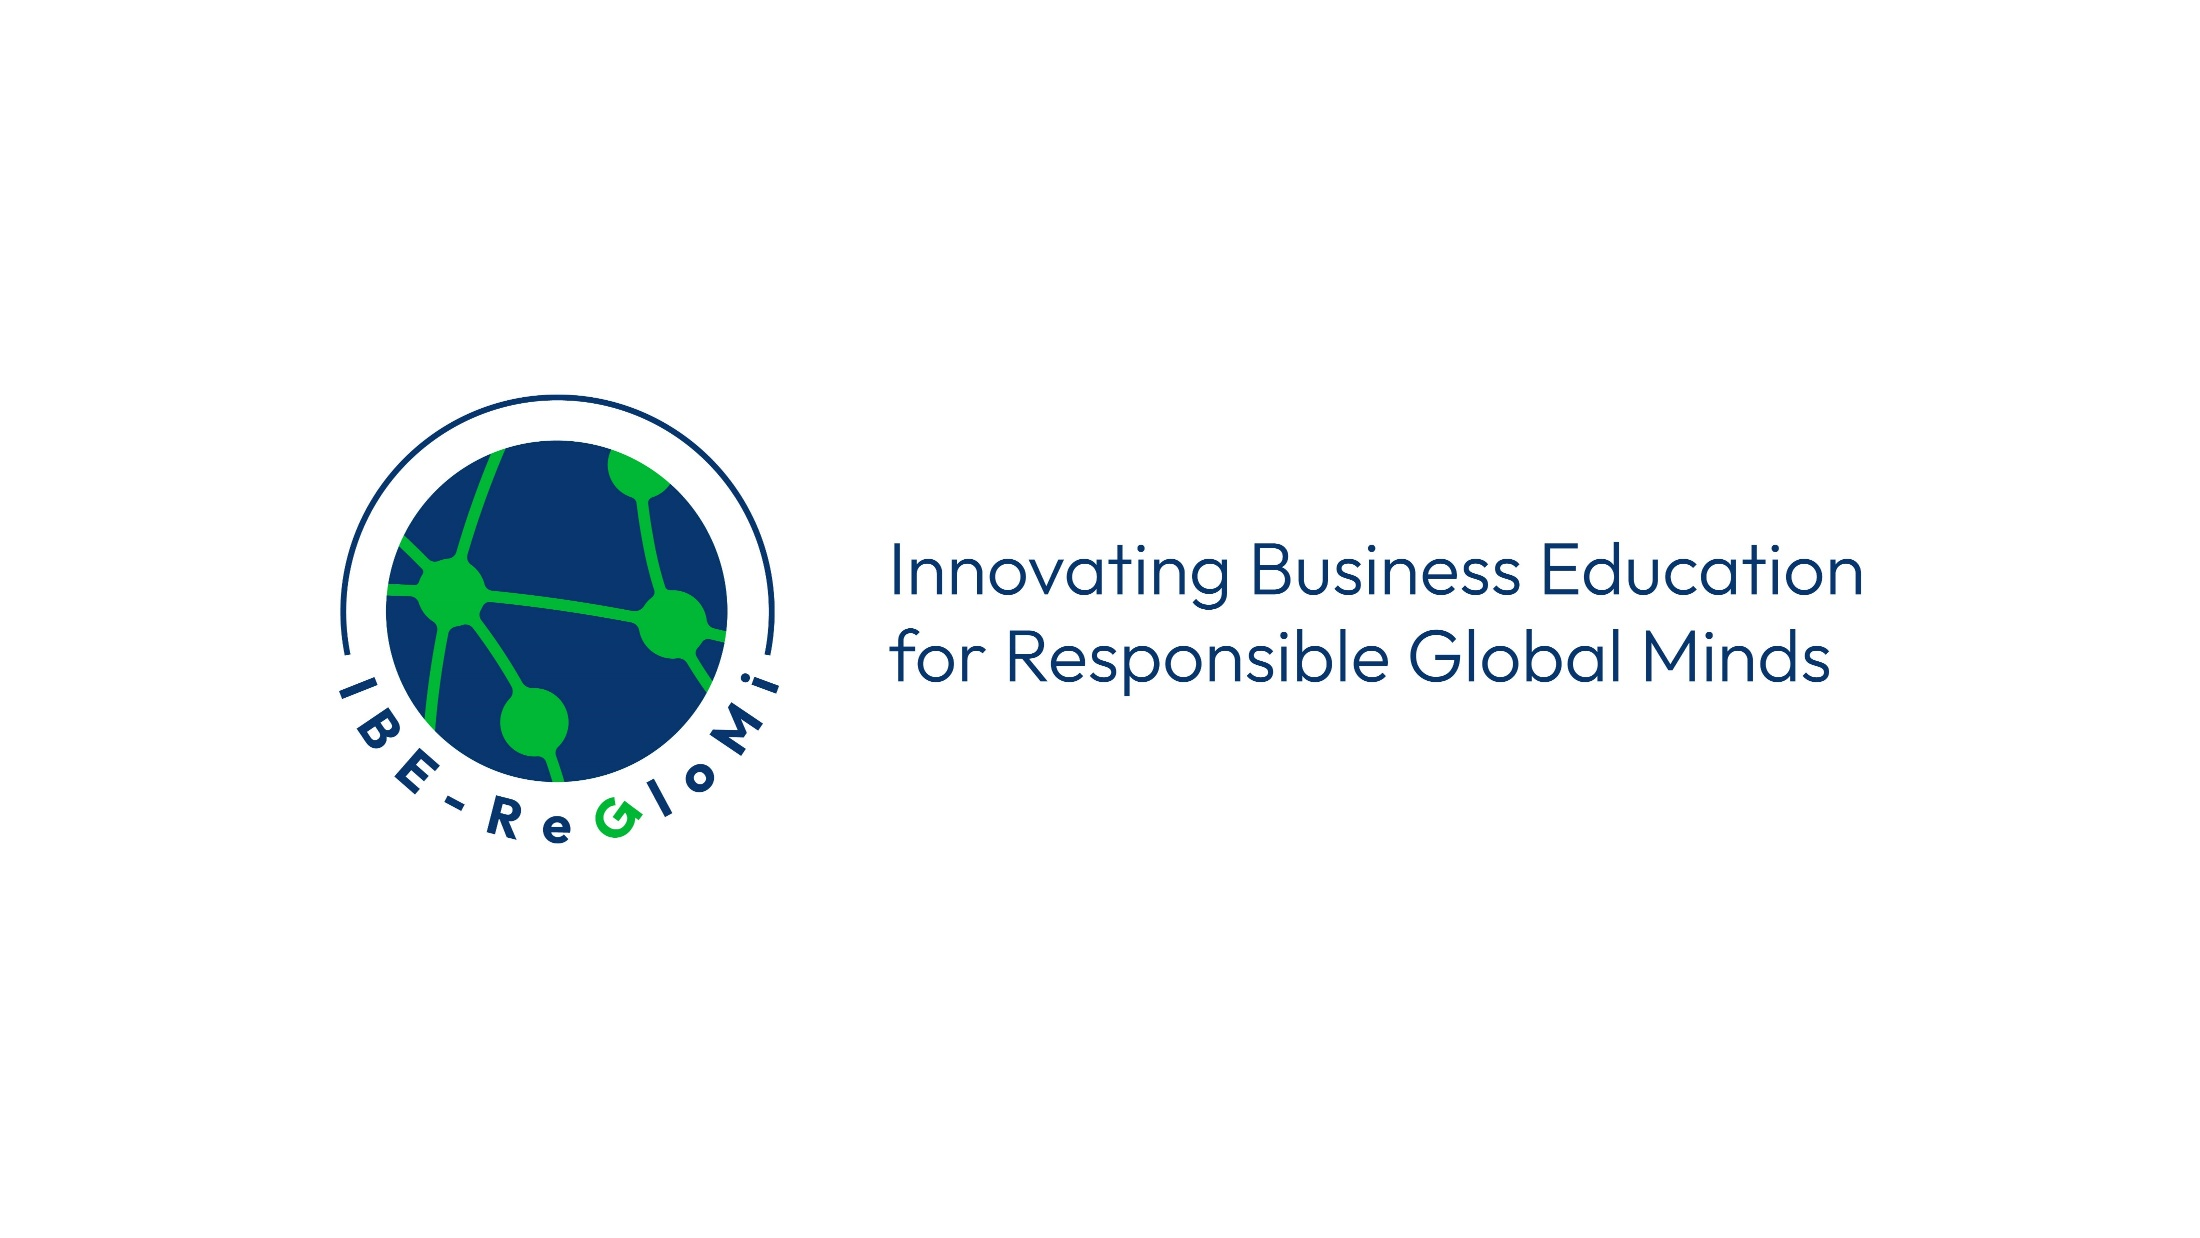 IBE-ReGloMi
Innovating Business Education
for Responsible Global Minds